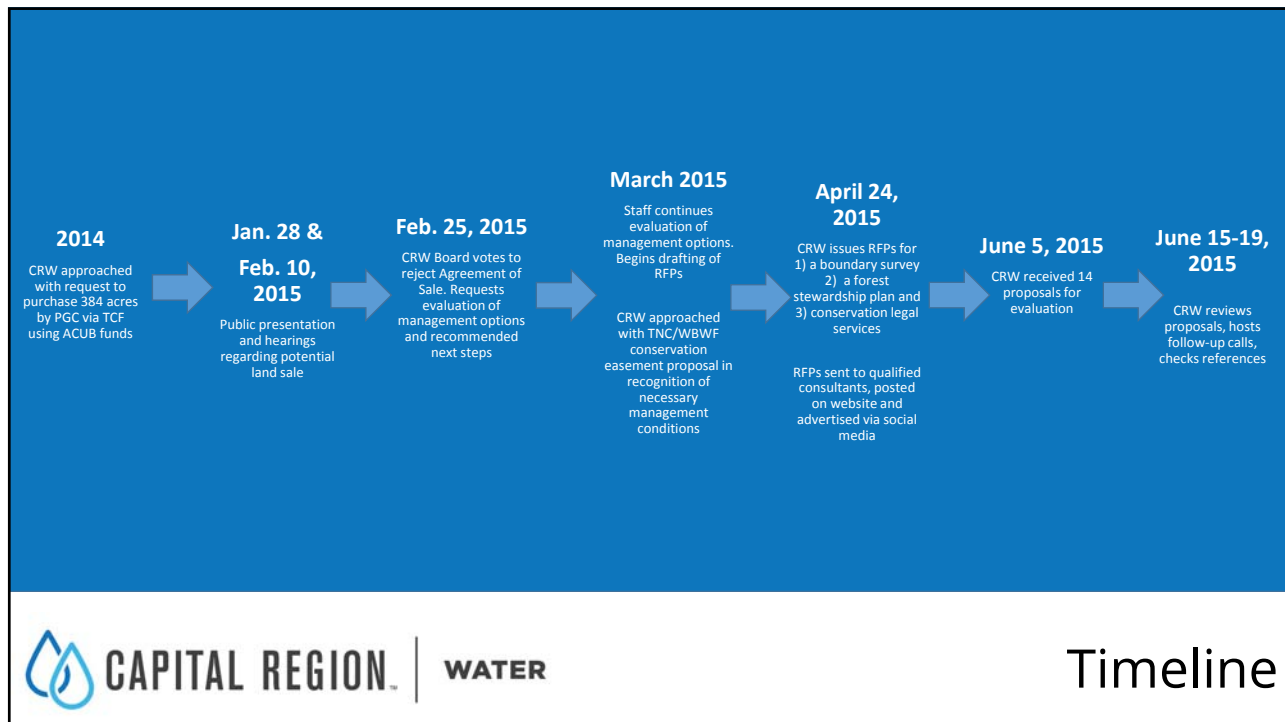 2014
CRW approached
with request to
purchase 384 acres
by PGC via TCF
using ACUB funds
Jan. 28 &
Feb. 10,
2015
Public presentation
and hearings
regarding potential
land sale
Feb. 25, 2015
CRW Board votes to
reject Agreement of
Sale. Requests
evaluation of
management options
and recommended
next steps
March 2015
Staff continues
evaluation of
management options.
Begins drafting of
RFPs
CRW approached
with TNC/WBWF
conservation
easement proposal in
recognition of
necessary
management
conditions
April 24,
2015
CRW issues RFPs for
1) a boundary survey
2) a forest
stewardship plan and
3) conservation legal
services
RFPs sent to qualified
consultants, posted
on website and
advertised via social
media
June 5, 2015
CRW received 14
proposals for
evaluation
June 15-19,
2015
CRW reviews
proposals, hosts
follow-up calls,
checks references
CAPITAL REGION™ | WATER
Timeline